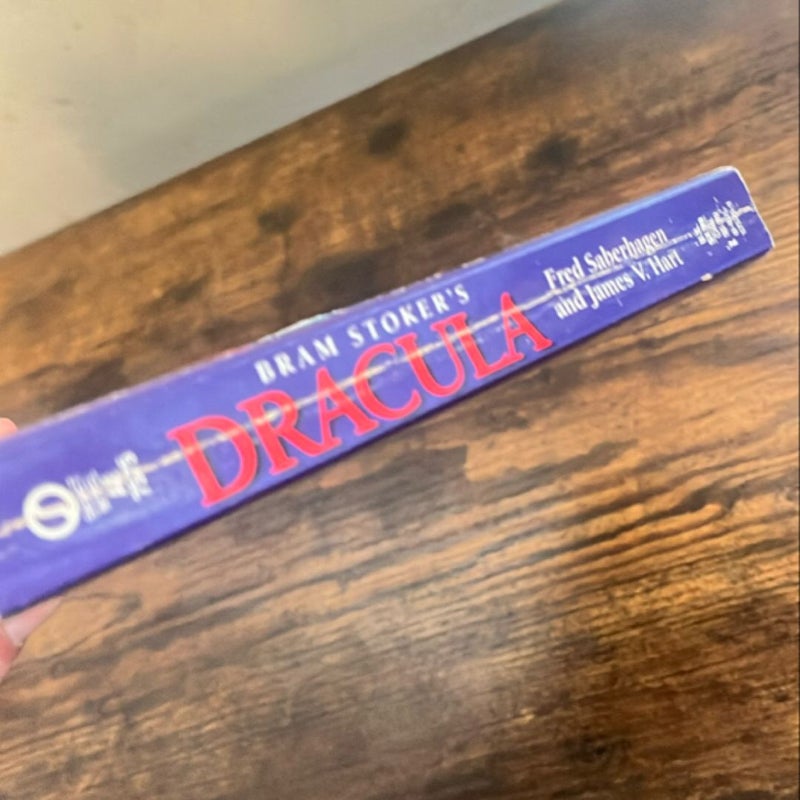 BRAM STOKER'S
DRACULA
Fred Saberhagen
and James V. Hart